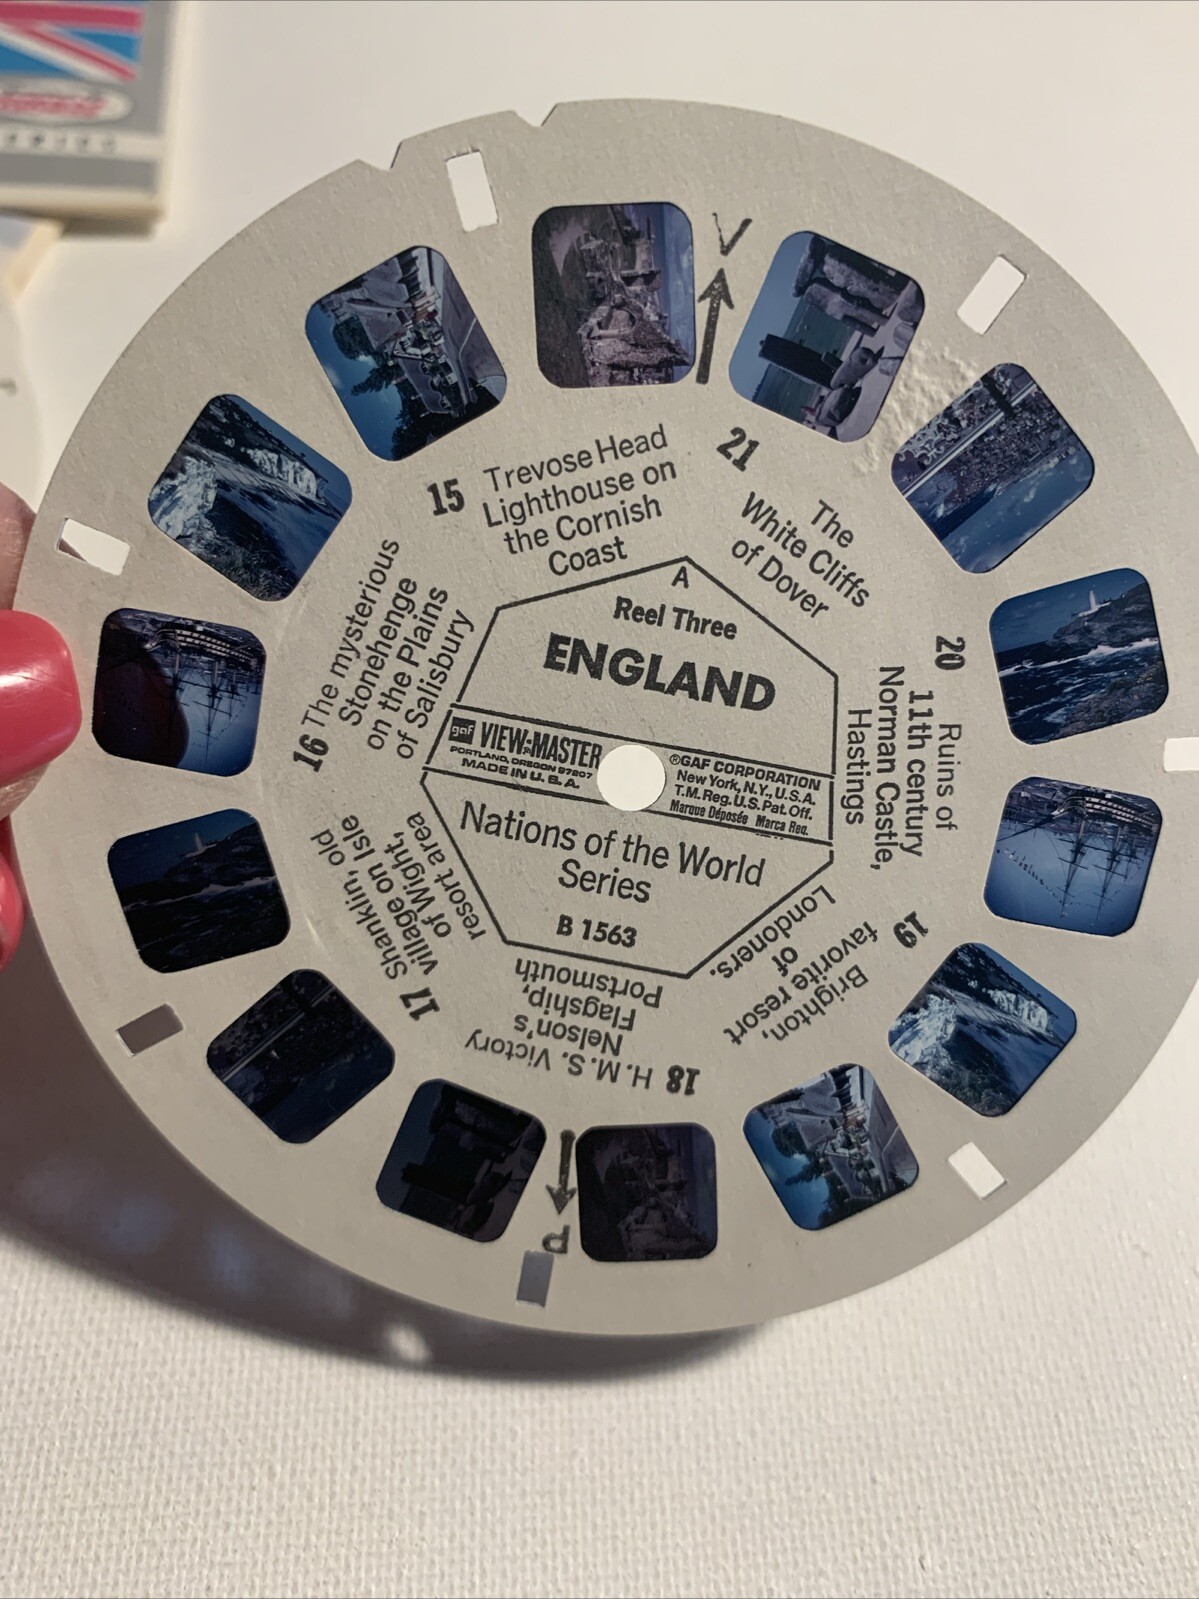 V
15 Trevose Head
Lighthouse on
the Cornish
Coast
16 The mysterious
Stonehenge
on the Plains
of Salisbury
17 Shanklin, old
village on Isle
of Wight,
resort area
18 H.M.S. Victory
Nelson's
Flagship,
Portsmouth
19 Brighton,
favorite resort
of
Londoners.
20 Ruins of
11th century
Norman Castle,
Hastings
21 The
White Cliffs
of Dover
A
Reel Three
ENGLAND
gaf VIEW-MASTER
PORTLAND, OREGON 97207
MADE IN U.S.A.
®GAF CORPORATION
New York, N.Y., U.S.A.
T.M. Reg. U.S. Pat. Off.
Marque Déposée Marca Reg.
Nations of the World
Series
B 1563
P